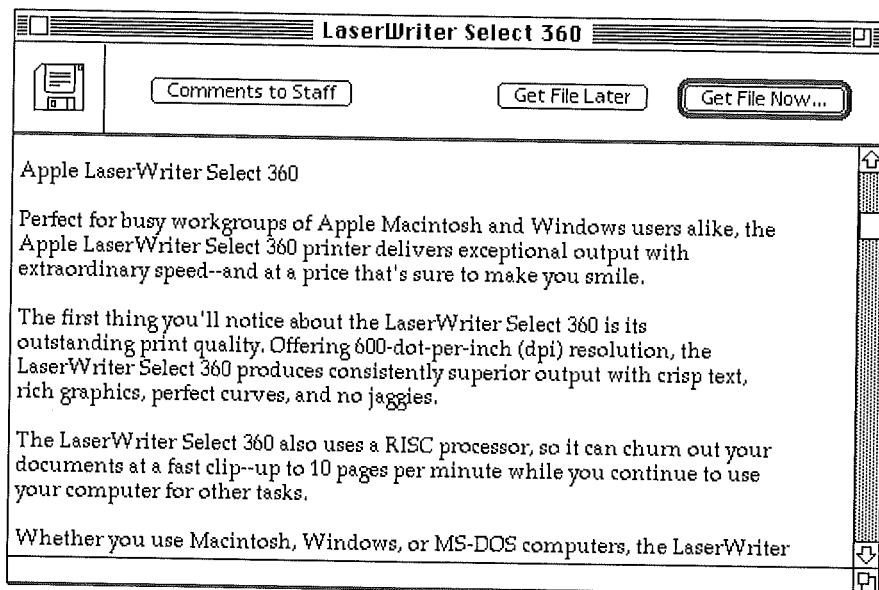 LaserWriter Select 360
Comments to Staff
Get File Later
Get File Now...
Apple LaserWriter Select 360
Perfect for busy workgroups of Apple Macintosh and Windows users alike, the
Apple LaserWriter Select 360 printer delivers exceptional output with
extraordinary speed--and at a price that's sure to make you smile.
The first thing you'll notice about the LaserWriter Select 360 is its
outstanding print quality. Offering 600-dot-per-inch (dpi) resolution, the
LaserWriter Select 360 produces consistently superior output with crisp text,
rich graphics, perfect curves, and no jaggies.
The LaserWriter Select 360 also uses a RISC processor, so it can churn out your
documents at a fast clip--up to 10 pages per minute while you continue to use
your computer for other tasks.
Whether you use Macintosh, Windows, or MS-DOS computers, the LaserWriter